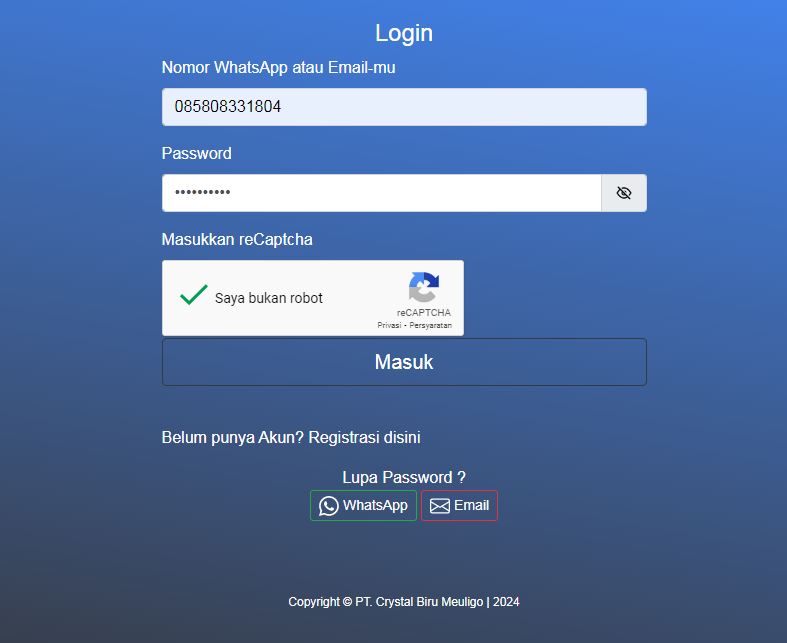 Login
Nomor WhatsApp atau Email-mu
085808331804
Password
••••••••••
Masukkan reCaptcha
Saya bukan robot
reCAPTCHA
Privasi - Persyaratan
Masuk
Belum punya Akun? Registrasi disini
Lupa Password ?
WhatsApp Email
Copyright © PT. Crystal Biru Meuligo | 2024